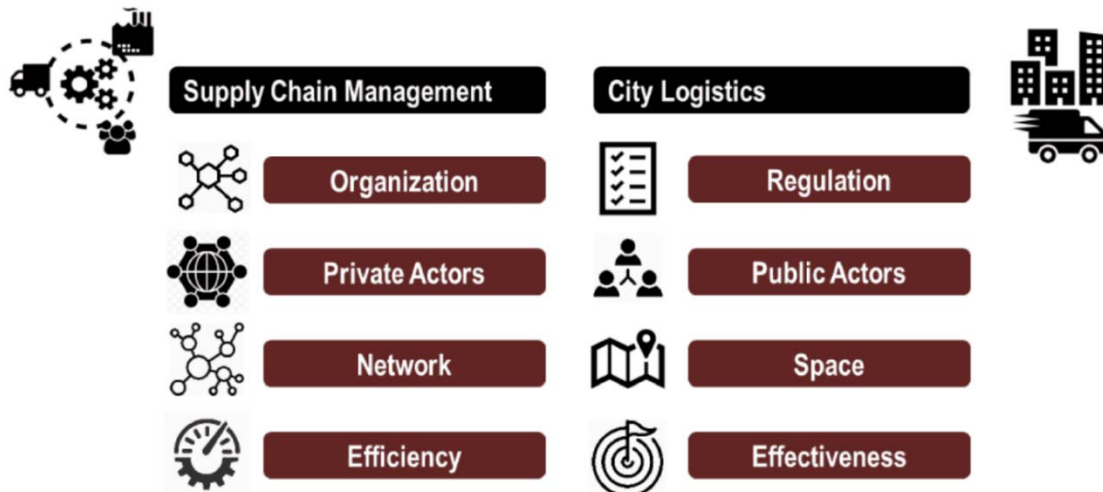 Supply Chain Management
City Logistics
Organization
Regulation
Private Actors
Public Actors
Network
Space
Efficiency
Effectiveness